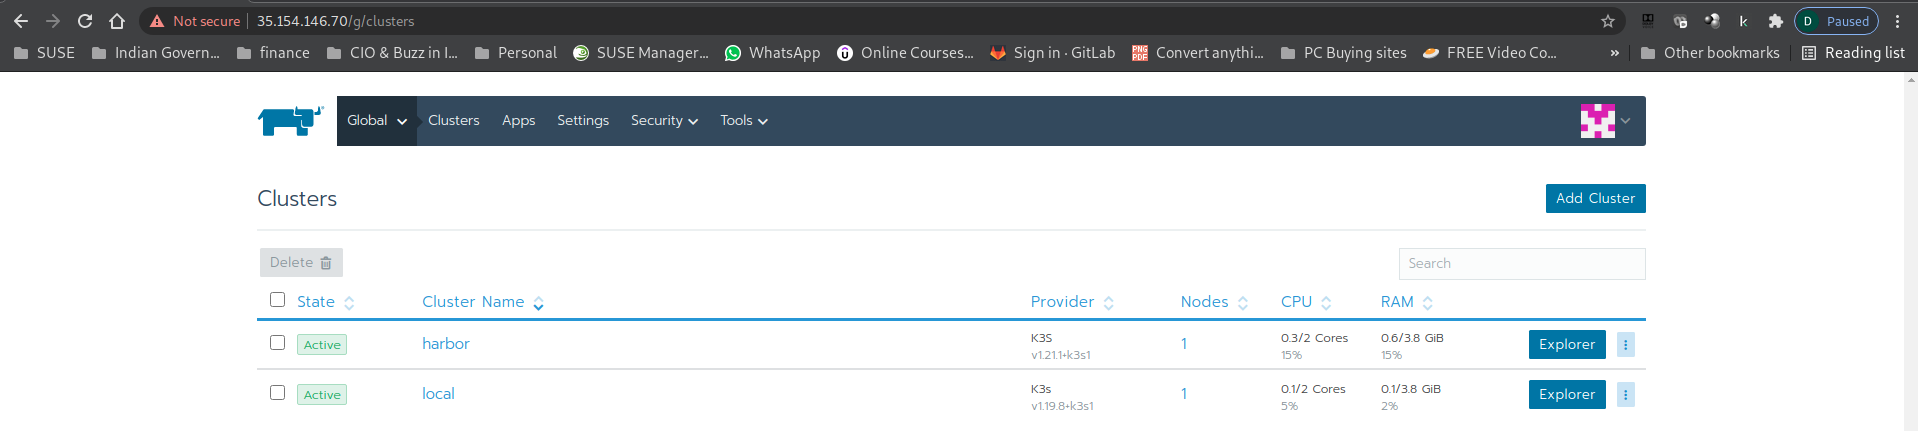 Not secure 35.154.146.70/g/clusters D Paused
SUSE Indian Govern... finance CIO & Buzz in I... Personal SUSE Manager... WhatsApp Online Courses... Sign in · GitLab PNG PDF Convert anythi... PC Buying sites FREE Video Co... » Other bookmarks Reading list
Global Clusters Apps Settings Security Tools
Clusters Add Cluster
Delete Search
State Cluster Name Provider Nodes CPU RAM
Active harbor K3S 1 0.3/2 Cores 0.6/3.8 GiB Explorer
v1.21.1+k3s1 15% 15%
Active local K3s 1 0.1/2 Cores 0.1/3.8 GiB Explorer
v1.19.8+k3s1 5% 2%